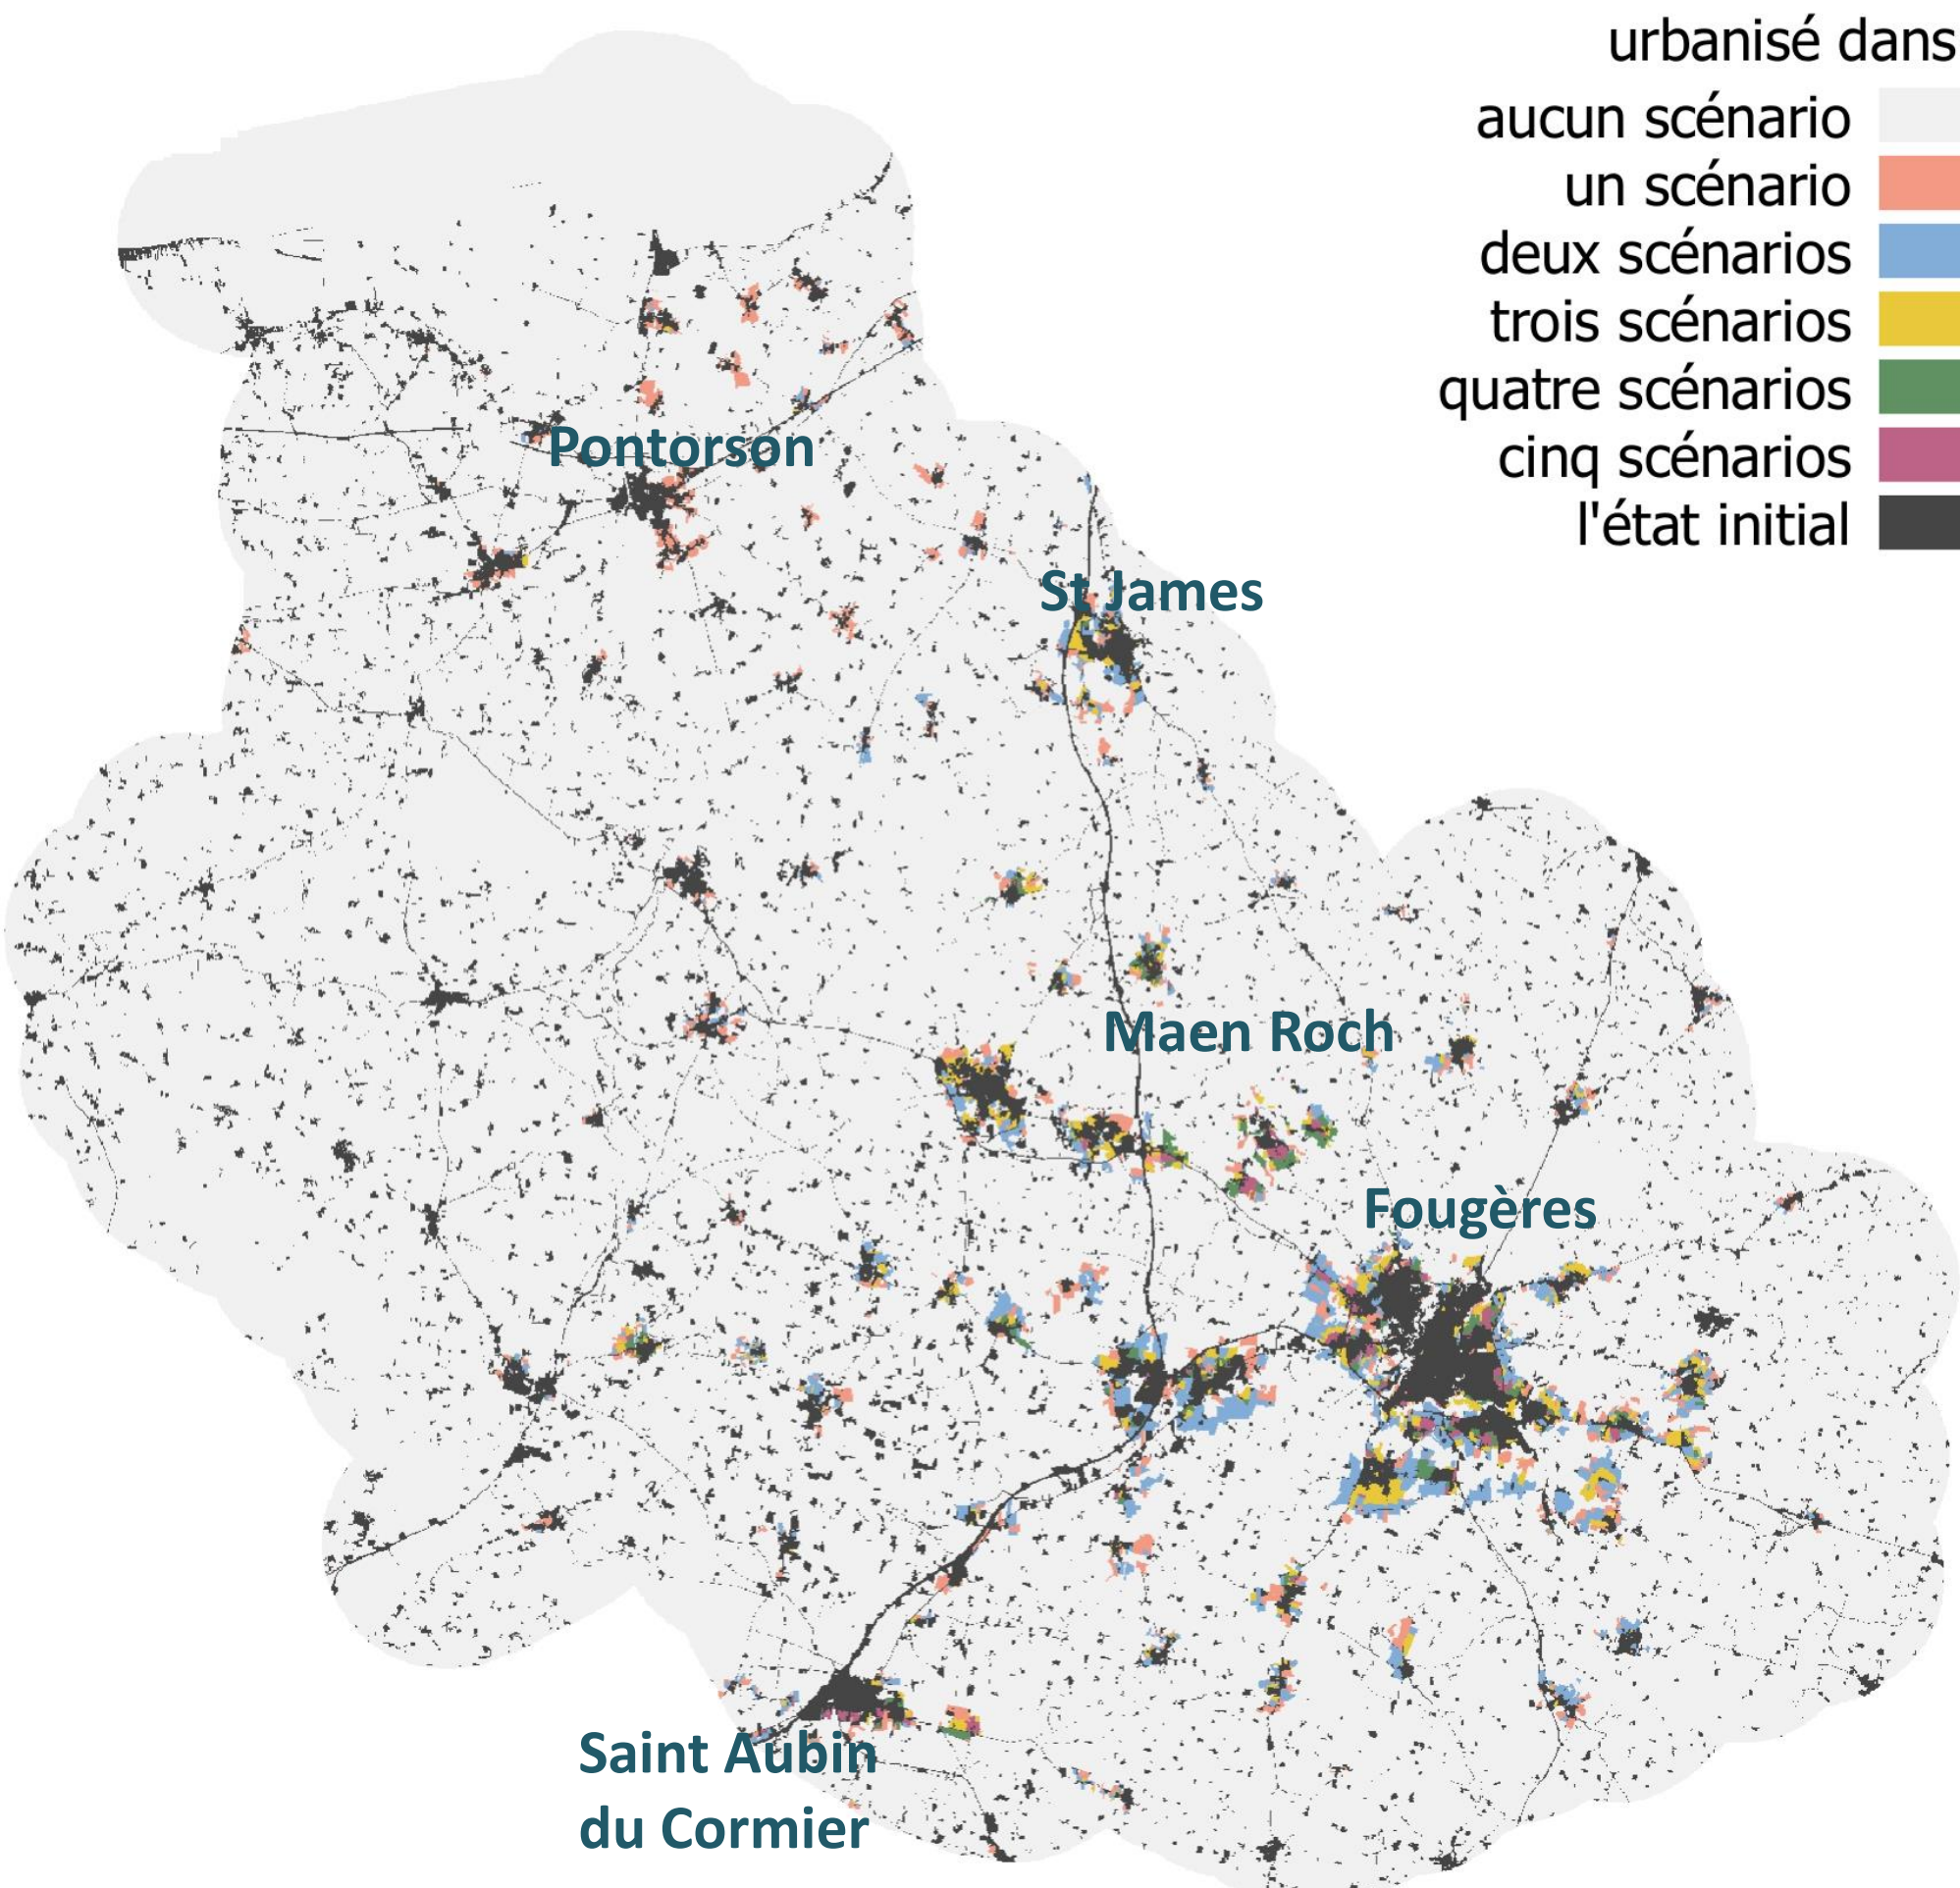 urbanisé dans
aucun scénario
un scénario
deux scénarios
trois scénarios
quatre scénarios
cinq scénarios
l'état initial
Pontorson
St James
Maen Roch
Fougères
Saint Aubin
du Cormier